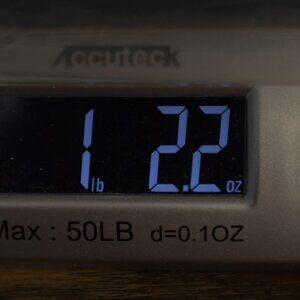 Accuteck
1 lb 2.2 oz
Max : 50LB d=0.1OZ